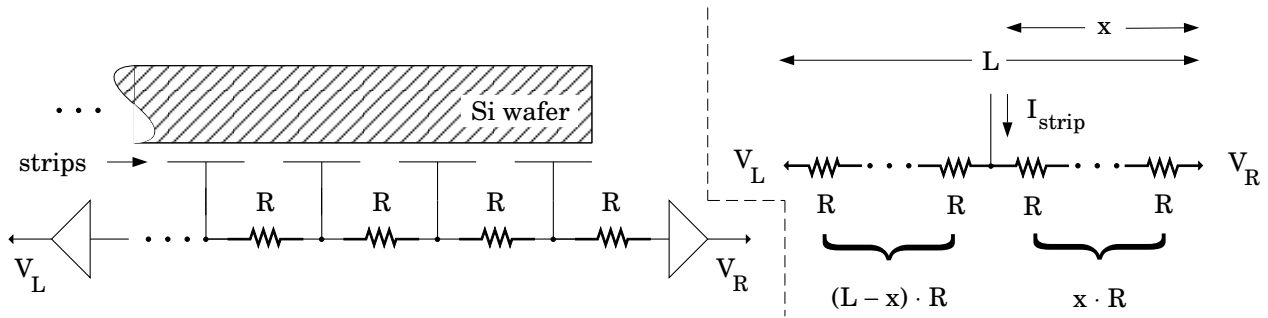 x
L
Si wafer
. . .
I_strip
strips
V_L
. . .
. . .
V_R
R
R
R
R
R
R
R
R
. . .
V_L
V_R
(L – x) · R
x · R